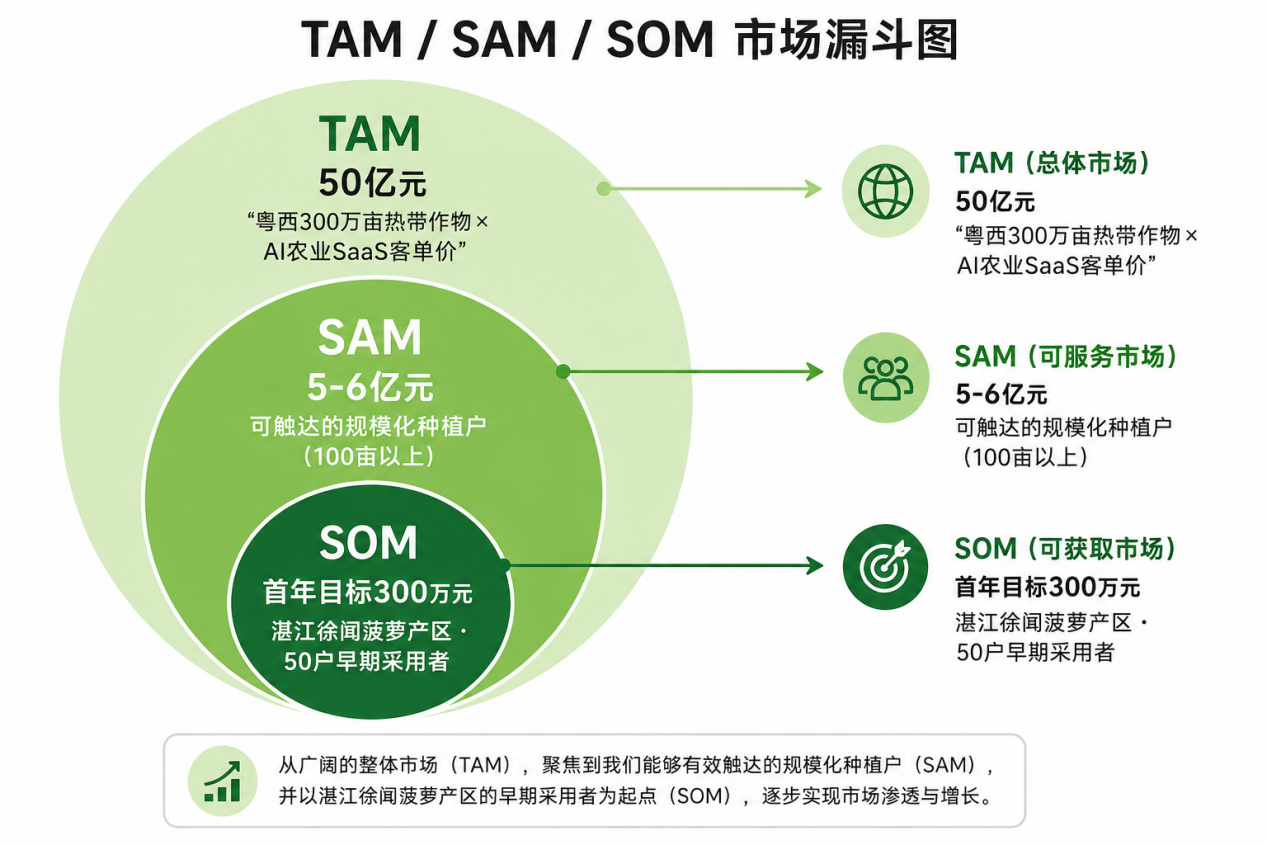 TAM / SAM / SOM 市场漏斗图
TAM
50亿元
“粤西300万亩热带作物×
AI农业SaaS客单价”
SAM
5-6亿元
可触达的规模化种植户
（100亩以上）
SOM
首年目标300万元
湛江徐闻菠萝产区·
50户早期采用者
TAM（总体市场）
50亿元
“粤西300万亩热带作物×
AI农业SaaS客单价”
SAM（可服务市场）
5-6亿元
可触达的规模化种植户
（100亩以上）
SOM（可获取市场）
首年目标300万元
湛江徐闻菠萝产区·
50户早期采用者
从广阔的整体市场（TAM），聚焦到我们能够有效触达的规模化种植户（SAM），
并以湛江徐闻菠萝产区的早期采用者为起点（SOM），逐步实现市场渗透与增长。